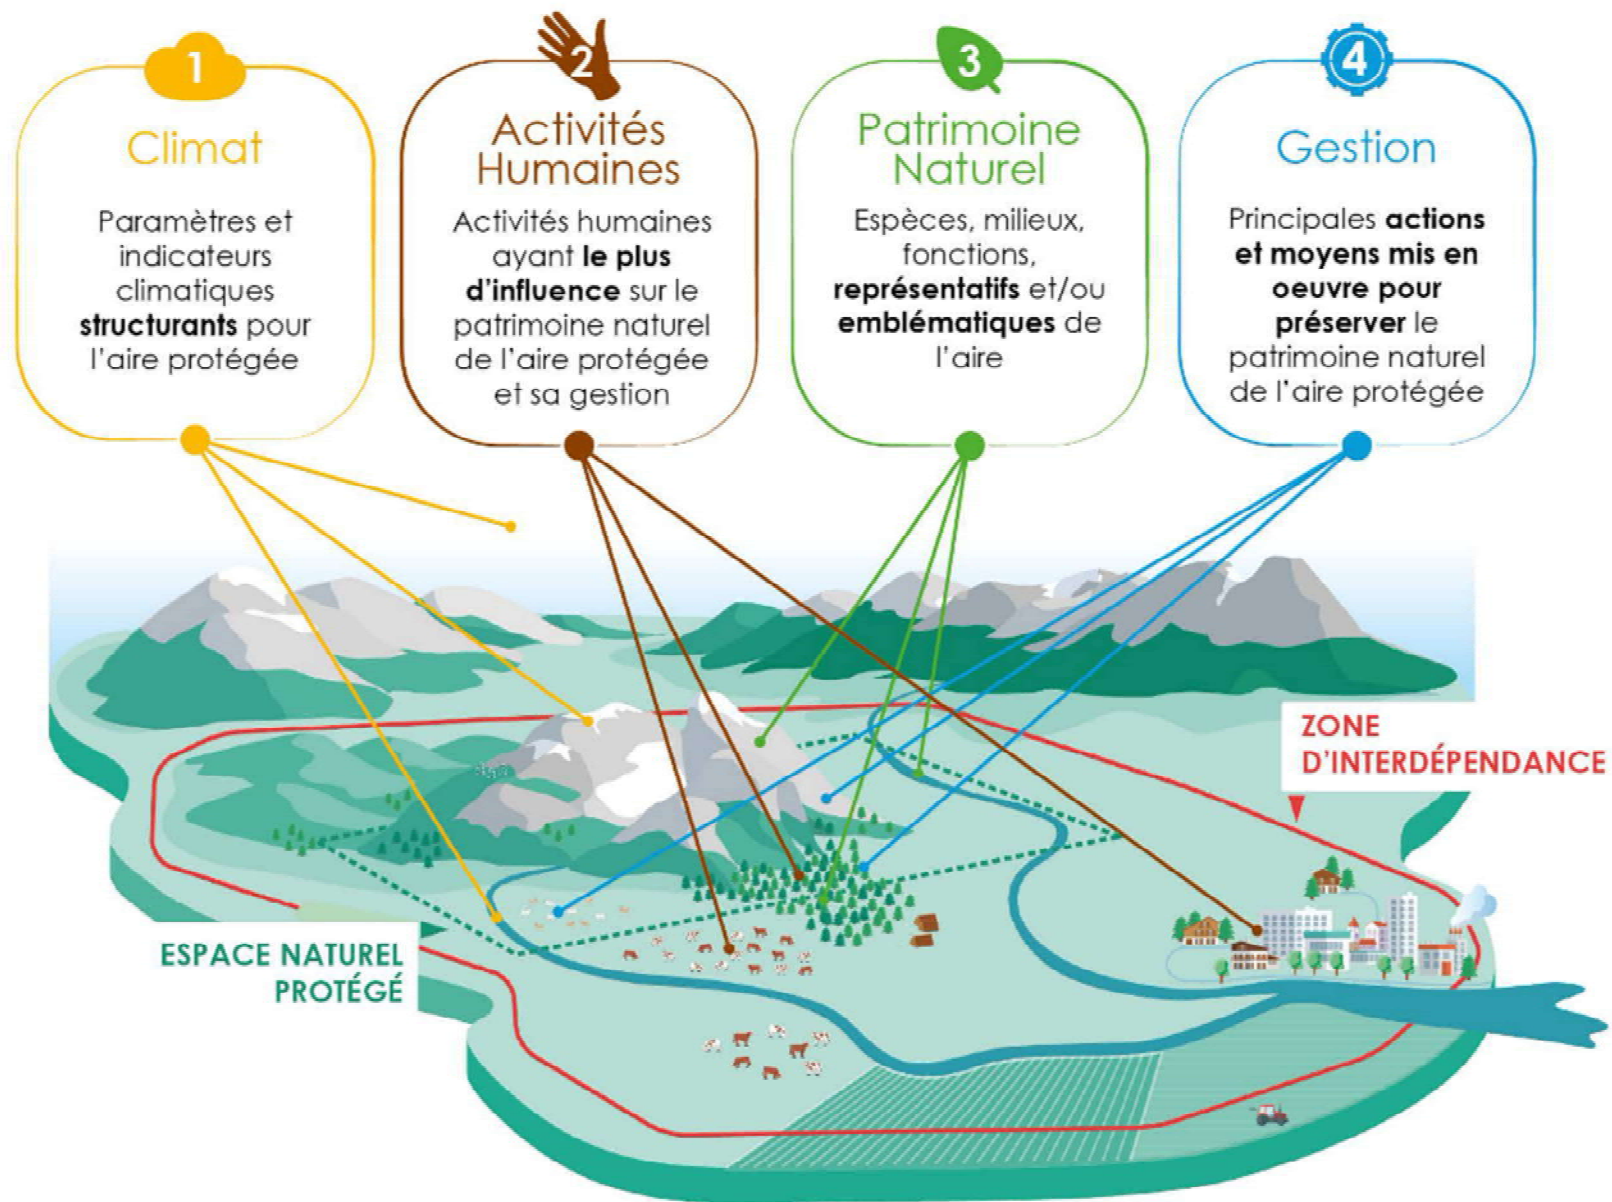 1
Climat
Paramètres et
indicateurs
climatiques
structurants pour
l'aire protégée
2
Activités
Humaines
Activités humaines
ayant le plus
d'influence sur le
patrimoine naturel
de l'aire protégée
et sa gestion
3
Patrimoine
Naturel
Espèces, milieux,
fonctions,
représentatifs et/ou
emblématiques de
l'aire
4
Gestion
Principales actions
et moyens mis en
oeuvre pour
préserver le
patrimoine naturel
de l'aire protégée
ZONE
D'INTERDÉPENDANCE
ESPACE NATUREL
PROTÉGÉ